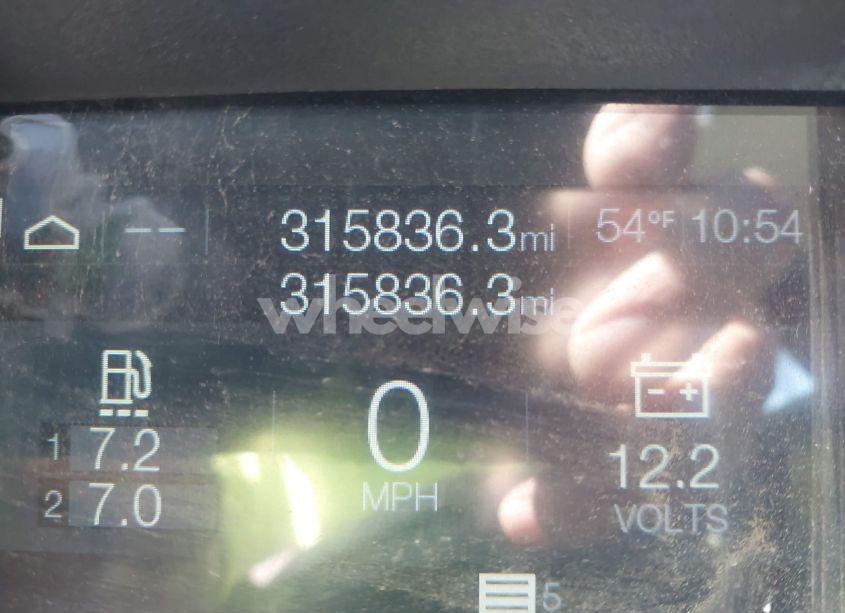 -- 315836.3mi 54°F 10:54
315836.3mi
wheelwise
1 7.2
2 7.0
0
MPH
- +
12.2
VOLTS
5